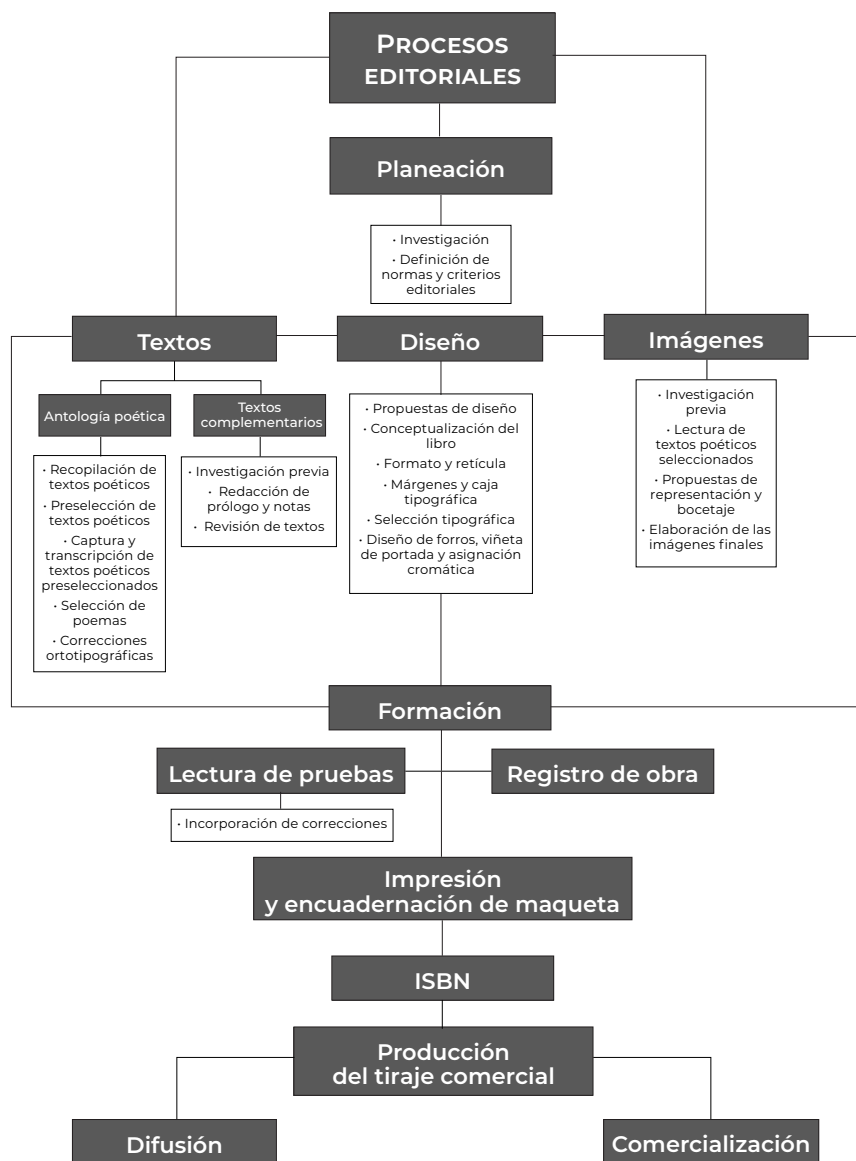 PROCESOS
EDITORIALES
Planeación
· Investigación
· Definición de
normas y criterios
editoriales
Textos
Diseño
Imágenes
Antología poética
Textos
complementarios
· Recopilación de
textos poéticos
· Preselección de
textos poéticos
· Captura y
transcripción de
textos poéticos
preseleccionados
· Selección de
poemas
· Correcciones
ortotipográficas
· Investigación previa
· Redacción de
prólogo y notas
· Revisión de textos
· Propuestas de diseño
· Conceptualización del
libro
· Formato y retícula
· Márgenes y caja
tipográfica
· Selección tipográfica
· Diseño de forros, viñeta
de portada y asignación
cromática
· Investigación
previa
· Lectura de
textos poéticos
seleccionados
· Propuestas de
representación y
bocetaje
· Elaboración de las
imágenes finales
Formación
Lectura de pruebas
Registro de obra
· Incorporación de correcciones
Impresión
y encuadernación de maqueta
ISBN
Producción
del tiraje comercial
Difusión
Comercialización